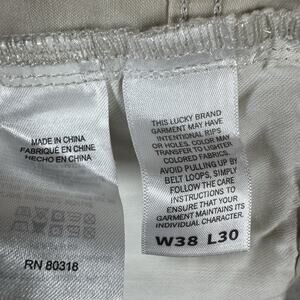 MADE IN CHINA
FABRIQUÉ EN CHINE
HECHO EN CHINA
RN 80318
THIS LUCKY BRAND
GARMENT MAY HAVE
INTENTIONAL RIPS
OR HOLES. COLOR MAY
TRANSFER TO LIGHTER
COLORED FABRICS.
AVOID PULLING UP BY
BELT LOOPS, SIMPLY
FOLLOW THE CARE
INSTRUCTIONS TO
ENSURE THAT YOUR
GARMENT MAINTAINS ITS
INDIVIDUAL CHARACTER.
W38 L30